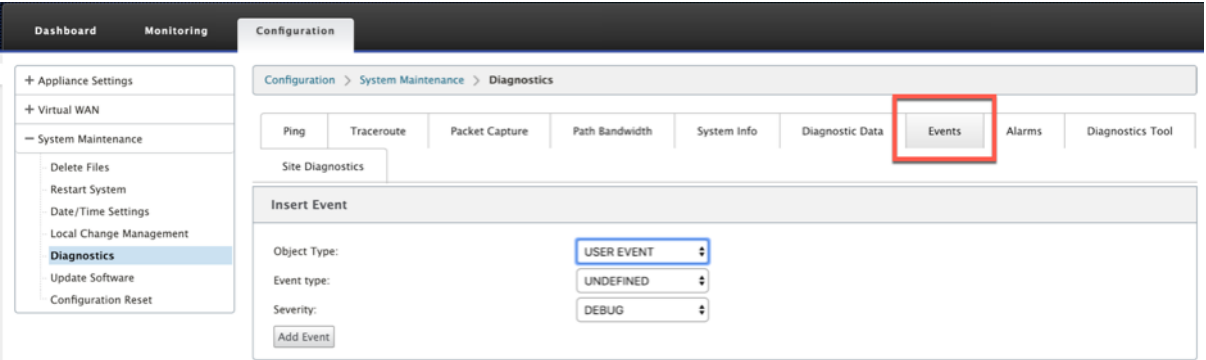 Dashboard Monitoring Configuration
+ Appliance Settings
+ Virtual WAN
− System Maintenance
Delete Files
Restart System
Date/Time Settings
Local Change Management
Diagnostics
Update Software
Configuration Reset
Configuration > System Maintenance > Diagnostics
Ping Traceroute Packet Capture Path Bandwidth System Info Diagnostic Data Events Alarms Diagnostics Tool
Site Diagnostics
Insert Event
Object Type: USER EVENT
Event type: UNDEFINED
Severity: DEBUG
Add Event